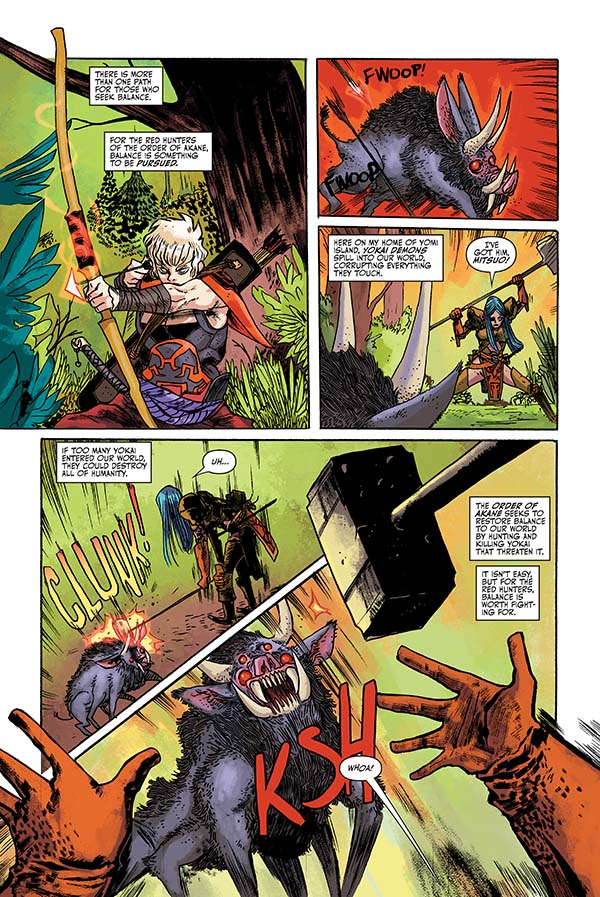 THERE IS MORE
THAN ONE PATH
FOR THOSE WHO
SEEK BALANCE.
FOR THE RED HUNTERS
OF THE ORDER OF AKANE,
BALANCE IS SOMETHING
TO BE PURSUED.
FWOOP!
FWOOP
HERE ON MY HOME OF YOMI
ISLAND, YOKAI DEMONS
SPILL INTO OUR WORLD,
CORRUPTING EVERYTHING
THEY TOUCH.
I'VE
GOT HIM,
MITSUO!
IF TOO MANY YOKAI
ENTERED OUR WORLD,
THEY COULD DESTROY
ALL OF HUMANITY.
UH...
CLUNK!
THE ORDER OF
AKANE SEEKS TO
RESTORE BALANCE
TO OUR WORLD
BY HUNTING AND
KILLING YOKAI
THAT THREATEN IT.
IT ISN'T EASY,
BUT FOR THE
RED HUNTERS,
BALANCE IS
WORTH FIGHT-
ING FOR.
KSH
WHOA!